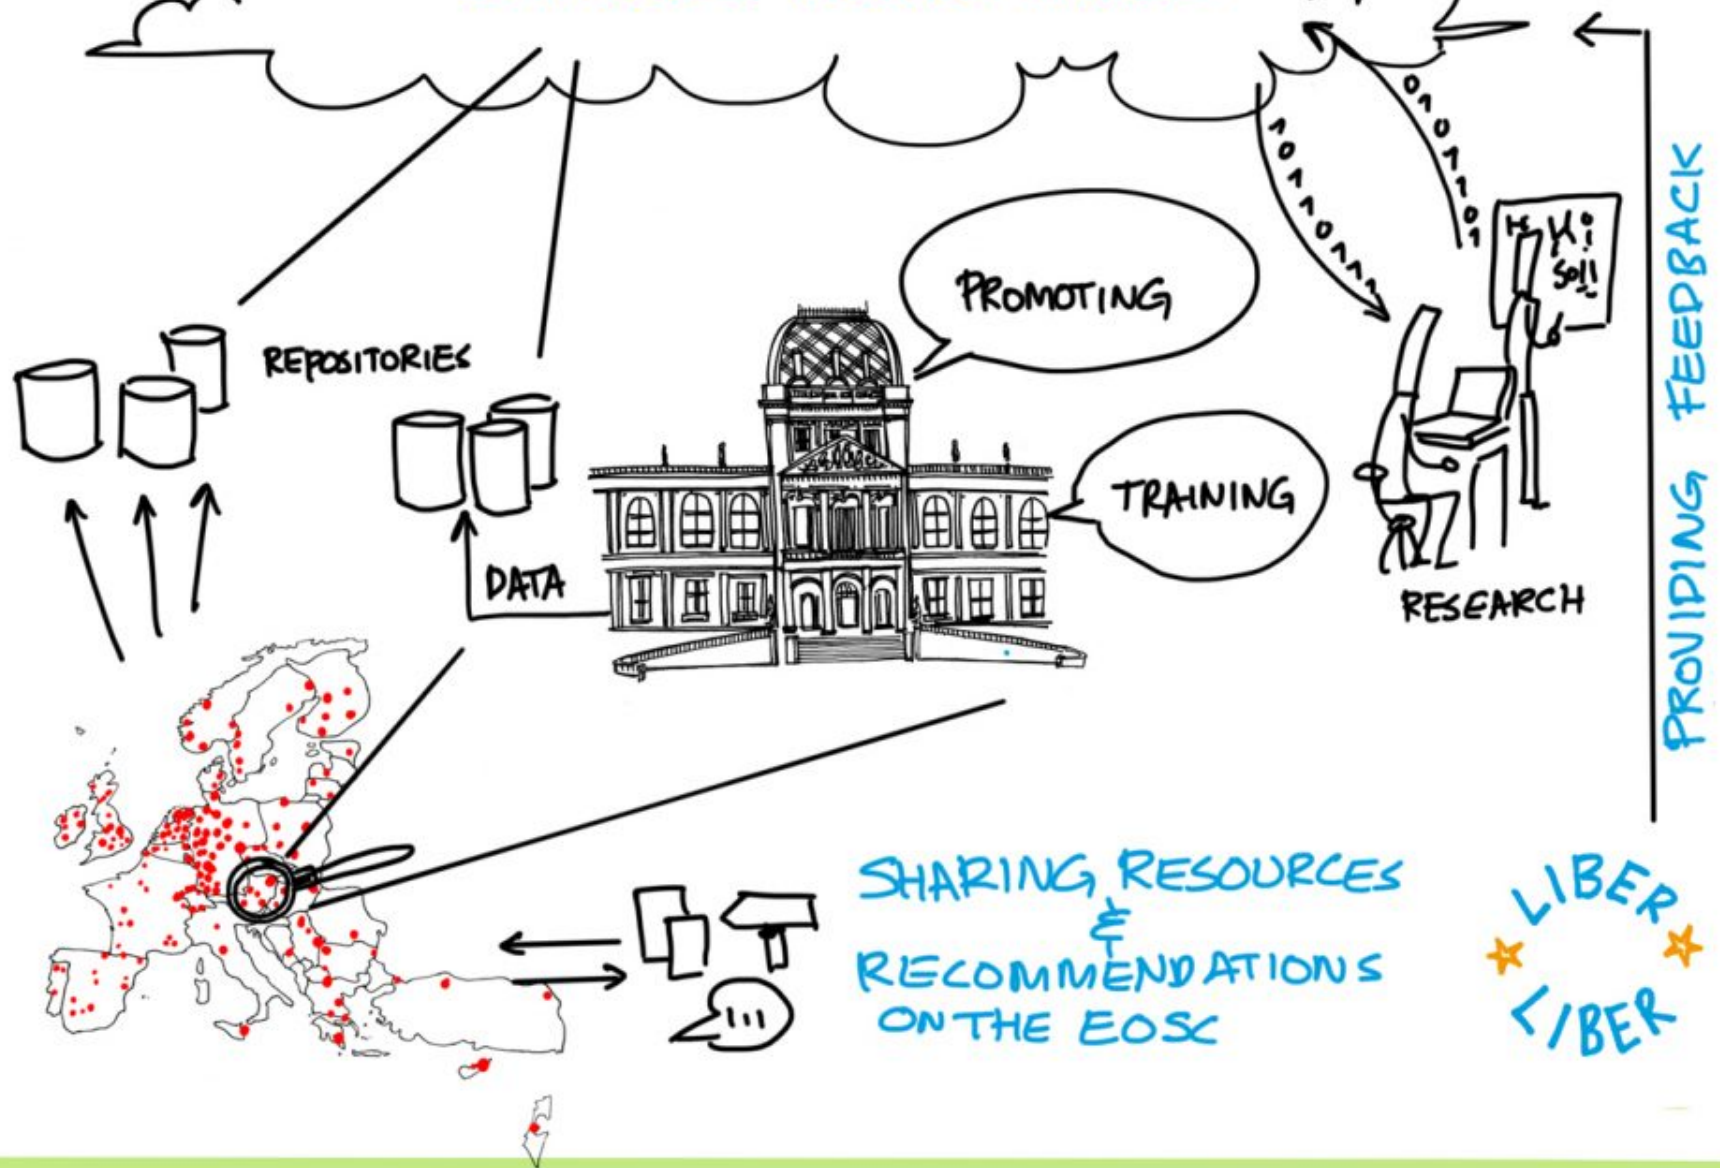 PROMOTING
REPOSITORIES
TRAINING
DATA
RESEARCH
PROVIDING FEEDBACK
SHARING RESOURCES
&
RECOMMENDATIONS
ON THE EOSC
LIBER
LIBER